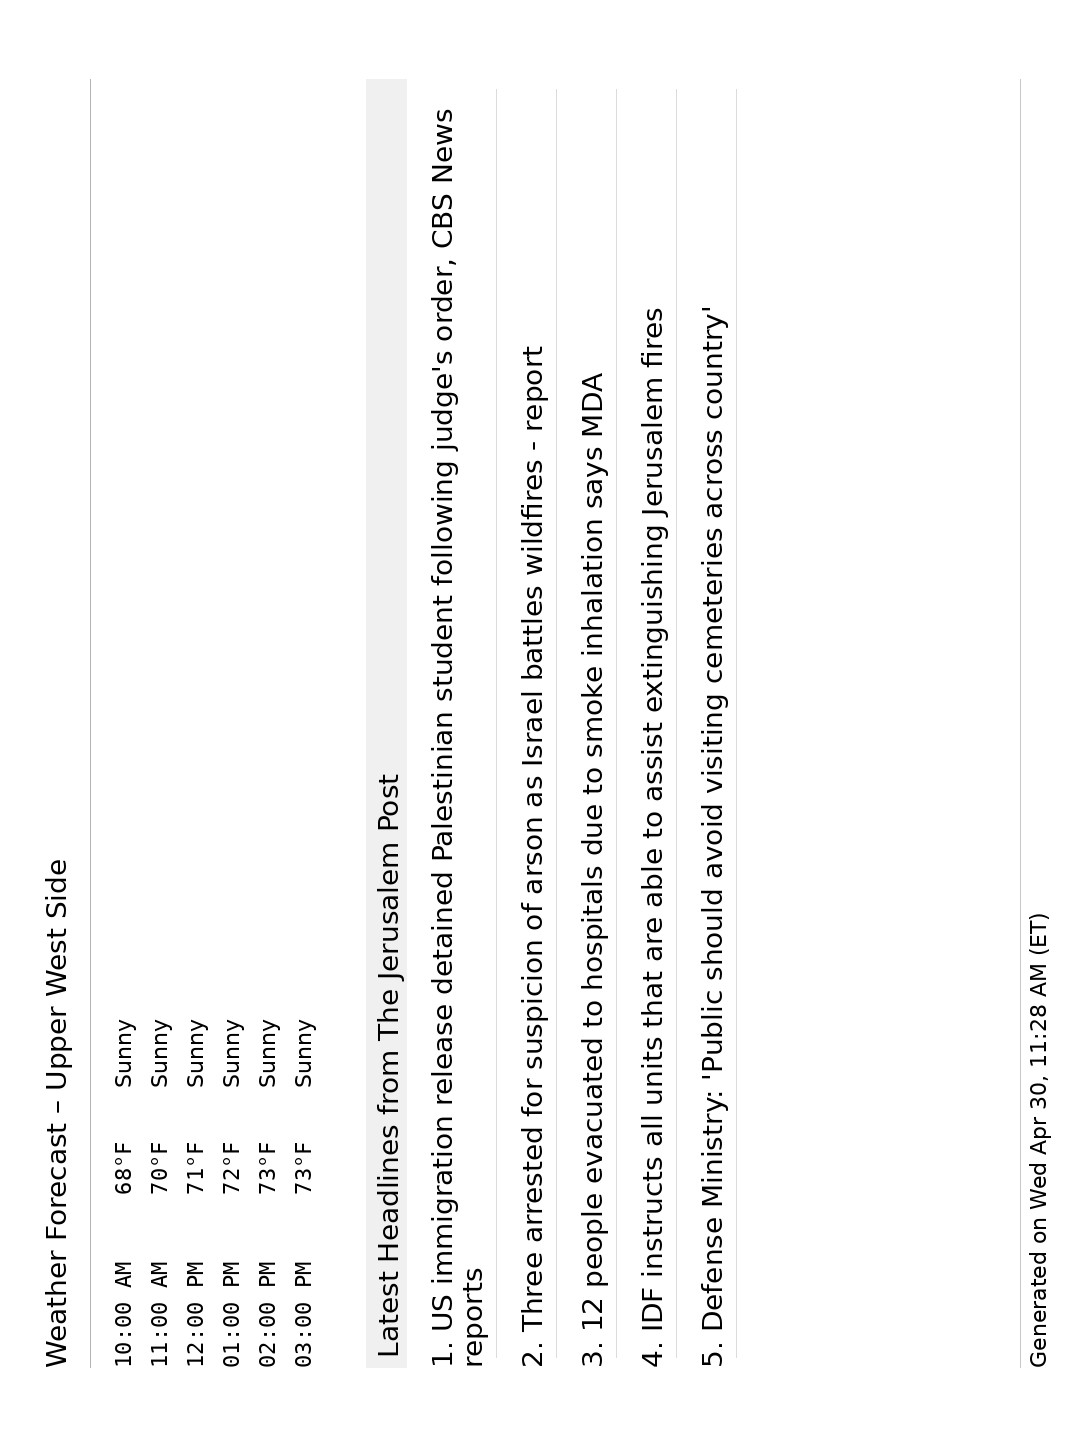 Weather Forecast – Upper West Side
10:00 AM 68°F Sunny
11:00 AM 70°F Sunny
12:00 PM 71°F Sunny
01:00 PM 72°F Sunny
02:00 PM 73°F Sunny
03:00 PM 73°F Sunny
Latest Headlines from The Jerusalem Post
1. US immigration release detained Palestinian student following judge's order, CBS News
reports
2. Three arrested for suspicion of arson as Israel battles wildfires - report
3. 12 people evacuated to hospitals due to smoke inhalation says MDA
4. IDF instructs all units that are able to assist extinguishing Jerusalem fires
5. Defense Ministry: 'Public should avoid visiting cemeteries across country'
Generated on Wed Apr 30, 11:28 AM (ET)